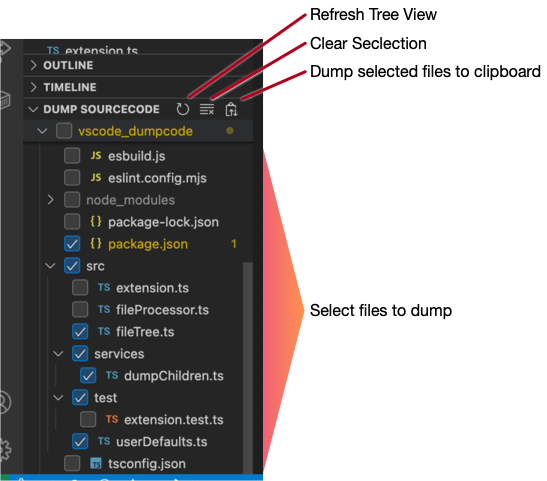 Refresh Tree View
Clear Seclection
Dump selected files to clipboard
TS extension.ts
OUTLINE
TIMELINE
DUMP SOURCECODE
vscode_dumpcode
JS esbuild.js
JS eslint.config.mjs
node_modules
{} package-lock.json
{} package.json 1
src
TS extension.ts
TS fileProcessor.ts
TS fileTree.ts
Select files to dump
services
TS dumpChildren.ts
test
TS extension.test.ts
TS userDefaults.ts
TS tsconfig.json